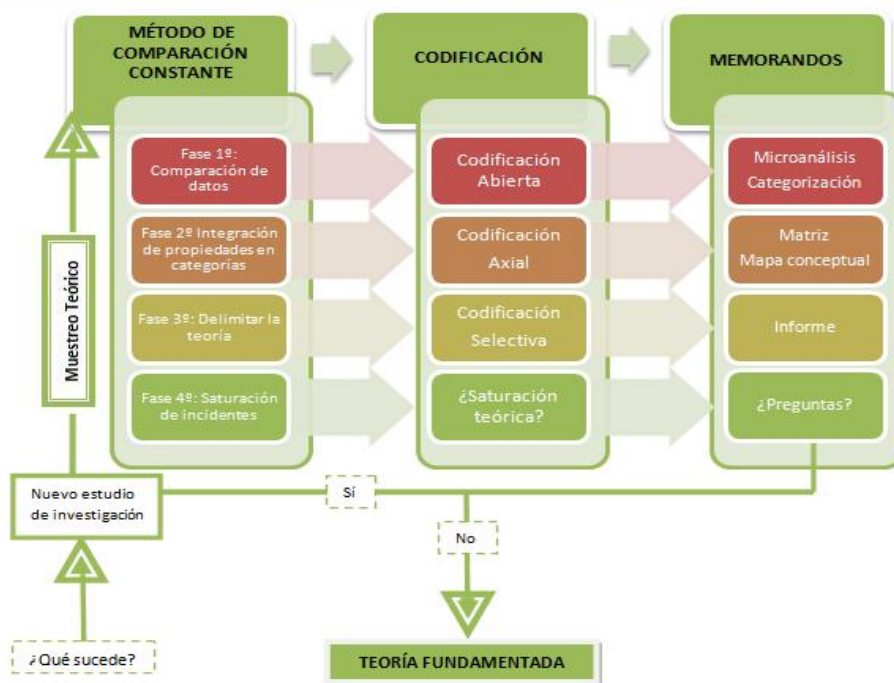 MÉTODO DE
COMPARACIÓN
CONSTANTE
CODIFICACIÓN
MEMORANDOS
Fase 1º:
Comparación de
datos
Codificación
Abierta
Microanálisis
Categorización
Fase 2º Integración
de propiedades en
categorías
Codificación
Axial
Matriz
Mapa conceptual
Fase 3º: Delimitar la
teoría
Codificación
Selectiva
Informe
Fase 4º: Saturación
de incidentes
¿Saturación
teórica?
¿Preguntas?
Muestreo Teórico
Nuevo estudio
de investigación
Sí
No
¿Qué sucede?
TEORÍA FUNDAMENTADA